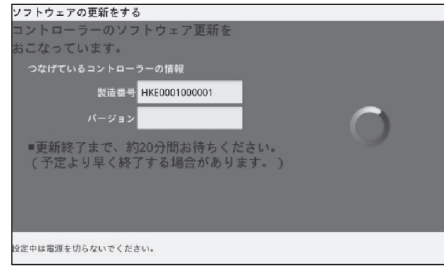 ソフトウェアの更新をする
コントローラーのソフトウェア更新を
おこなっています。
つなげているコントローラーの情報
製造番号 HKE0001000001
バージョン
■更新終了まで、約20分間お待ちください。
（予定より早く終了する場合があります。）
設定中は電源を切らないでください。